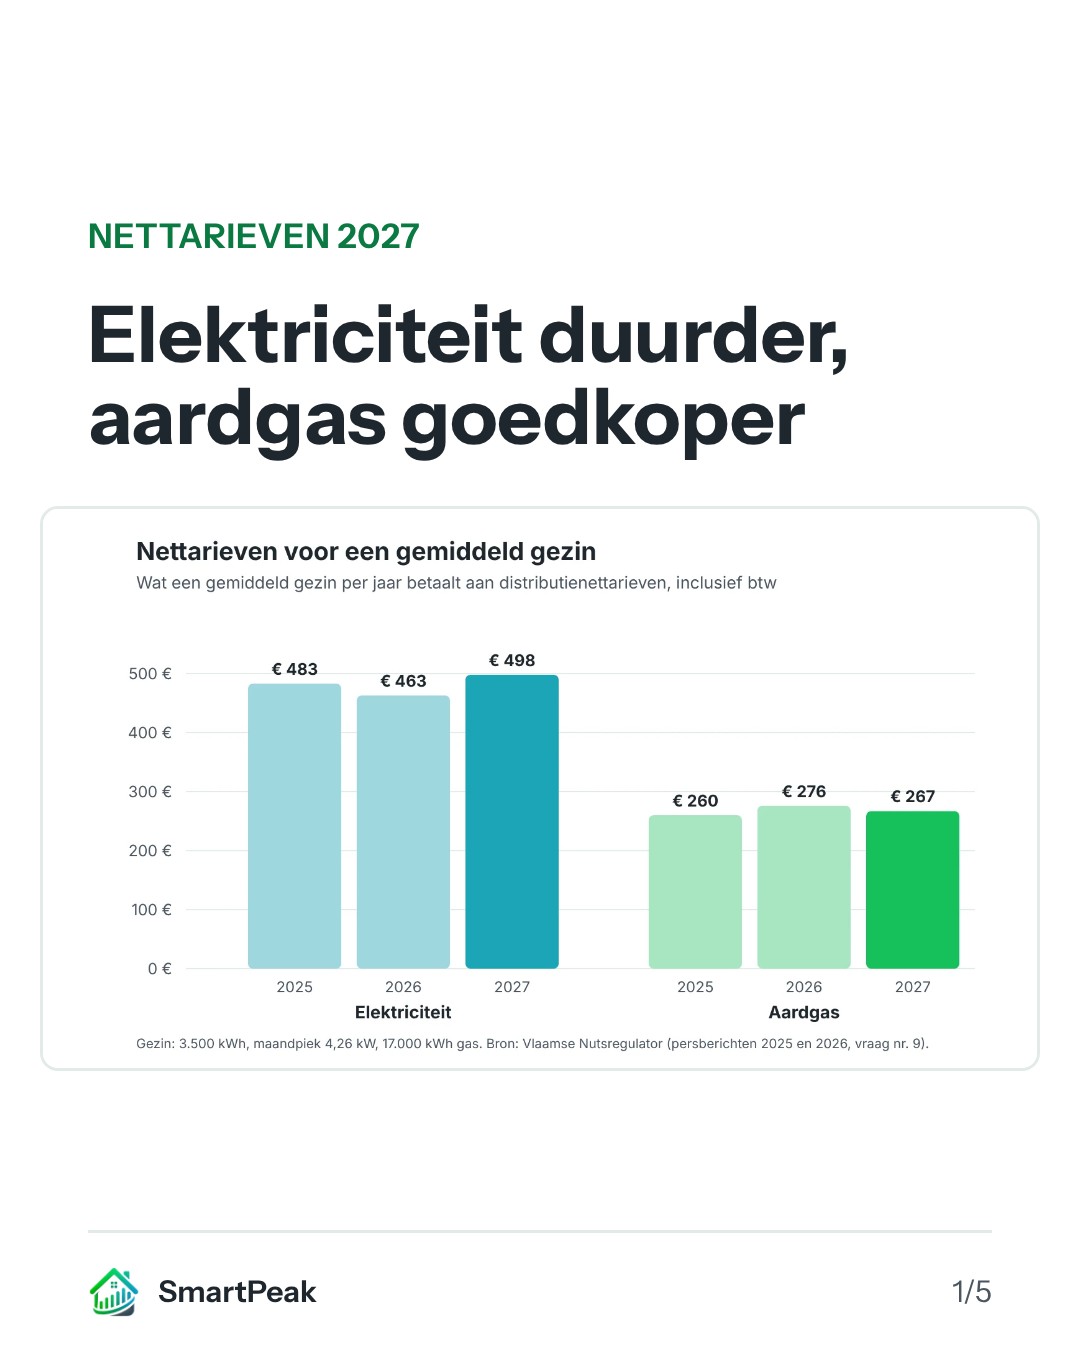 NETTARIEVEN 2027
Elektriciteit duurder,
aardgas goedkoper
Nettarieven voor een gemiddeld gezin
Wat een gemiddeld gezin per jaar betaalt aan distributienettarieven, inclusief btw
500 €
400 €
300 €
200 €
100 €
0 €
€ 483
€ 463
€ 498
€ 260
€ 276
€ 267
2025
2026
2027
2025
2026
2027
Elektriciteit
Aardgas
Gezin: 3.500 kWh, maandpiek 4,26 kW, 17.000 kWh gas. Bron: Vlaamse Nutsregulator (persberichten 2025 en 2026, vraag nr. 9).
SmartPeak
1/5